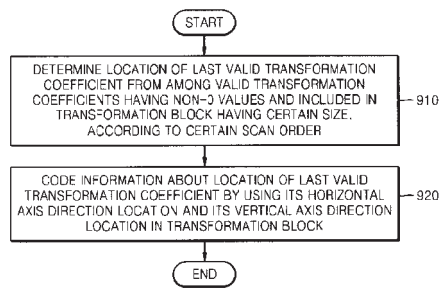 START
DETERMINE LOCATION OF LAST VALID TRANSFORMATION
COEFFICIENT FROM AMONG VALID TRANSFORMATION
COEFFICIENTS HAVING NON-0 VALUES AND INCLUDED IN
TRANSFORMATION BLOCK HAVING CERTAIN SIZE,
ACCORDING TO CERTAIN SCAN ORDER
910
CODE INFORMATION ABOUT LOCATION OF LAST VALID
TRANSFORMATION COEFFICIENT BY USING ITS HORIZONTAL
AXIS DIRECTION LOCATION AND ITS VERTICAL AXIS DIRECTION
LOCATION IN TRANSFORMATION BLOCK
920
END